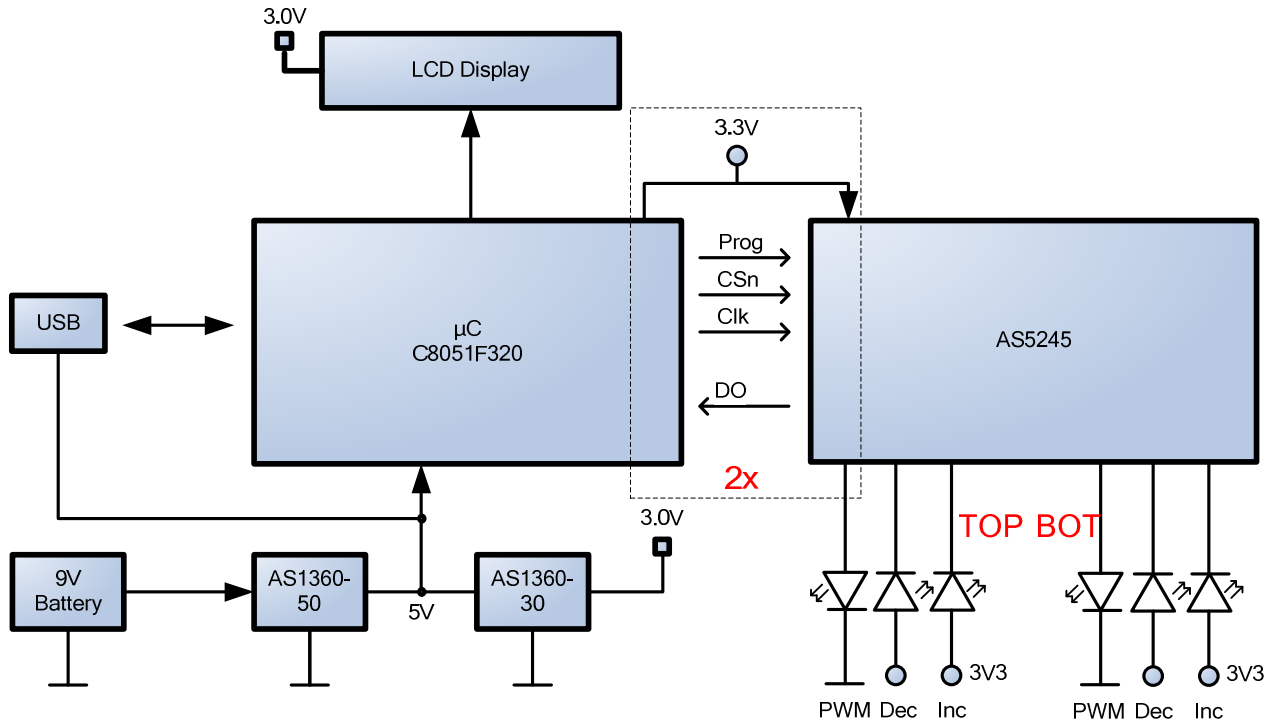 3.0V
LCD Display
3.3V
Prog
CSn
Clk
DO
2x
USB
µC
C8051F320
AS5245
TOP BOT
3.0V
9V
Battery
AS1360-
50
5V
AS1360-
30
3V3
3V3
PWM Dec Inc
PWM Dec Inc